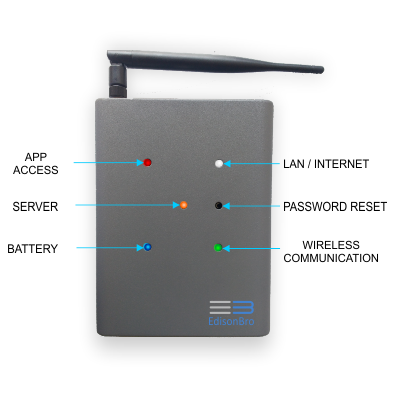 APP
ACCESS
LAN / INTERNET
SERVER
PASSWORD RESET
BATTERY
WIRELESS
COMMUNICATION
EdisonBro